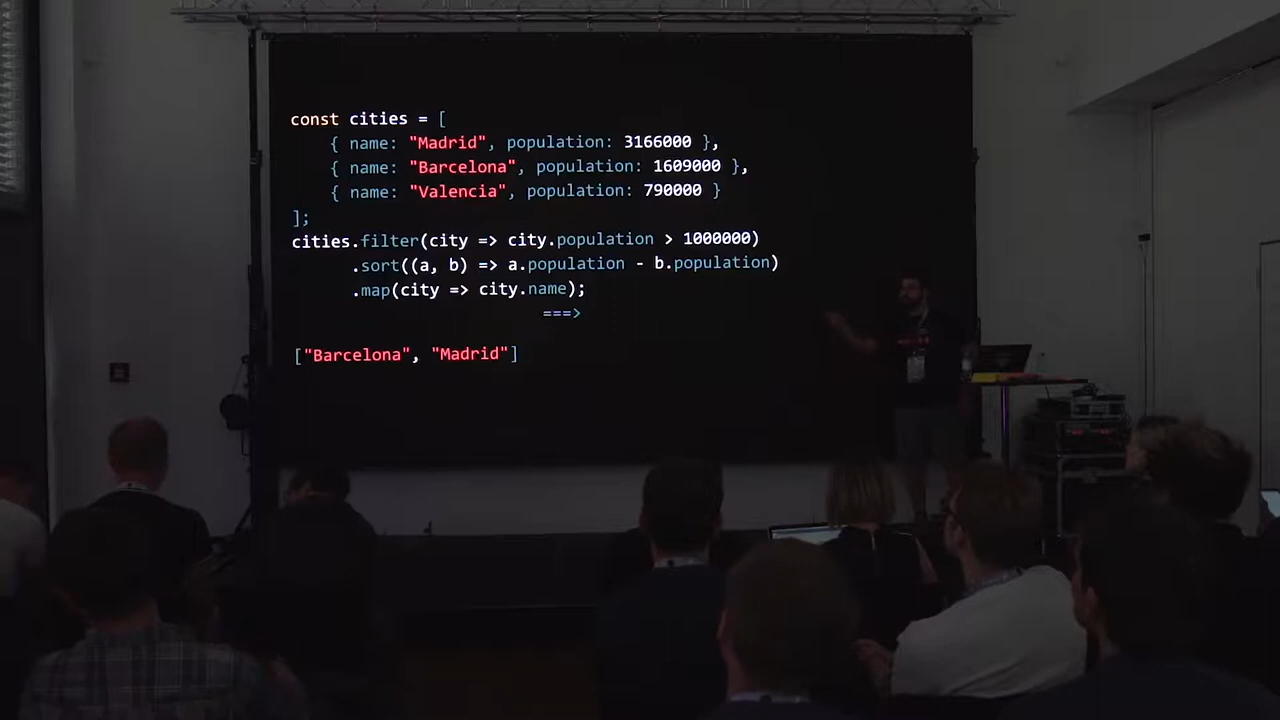 const cities = [
{ name: "Madrid", population: 3166000 },
{ name: "Barcelona", population: 1609000 },
{ name: "Valencia", population: 790000 }
];
cities.filter(city => city.population > 1000000)
.sort((a, b) => a.population - b.population)
.map(city => city.name);
===>
["Barcelona", "Madrid"]